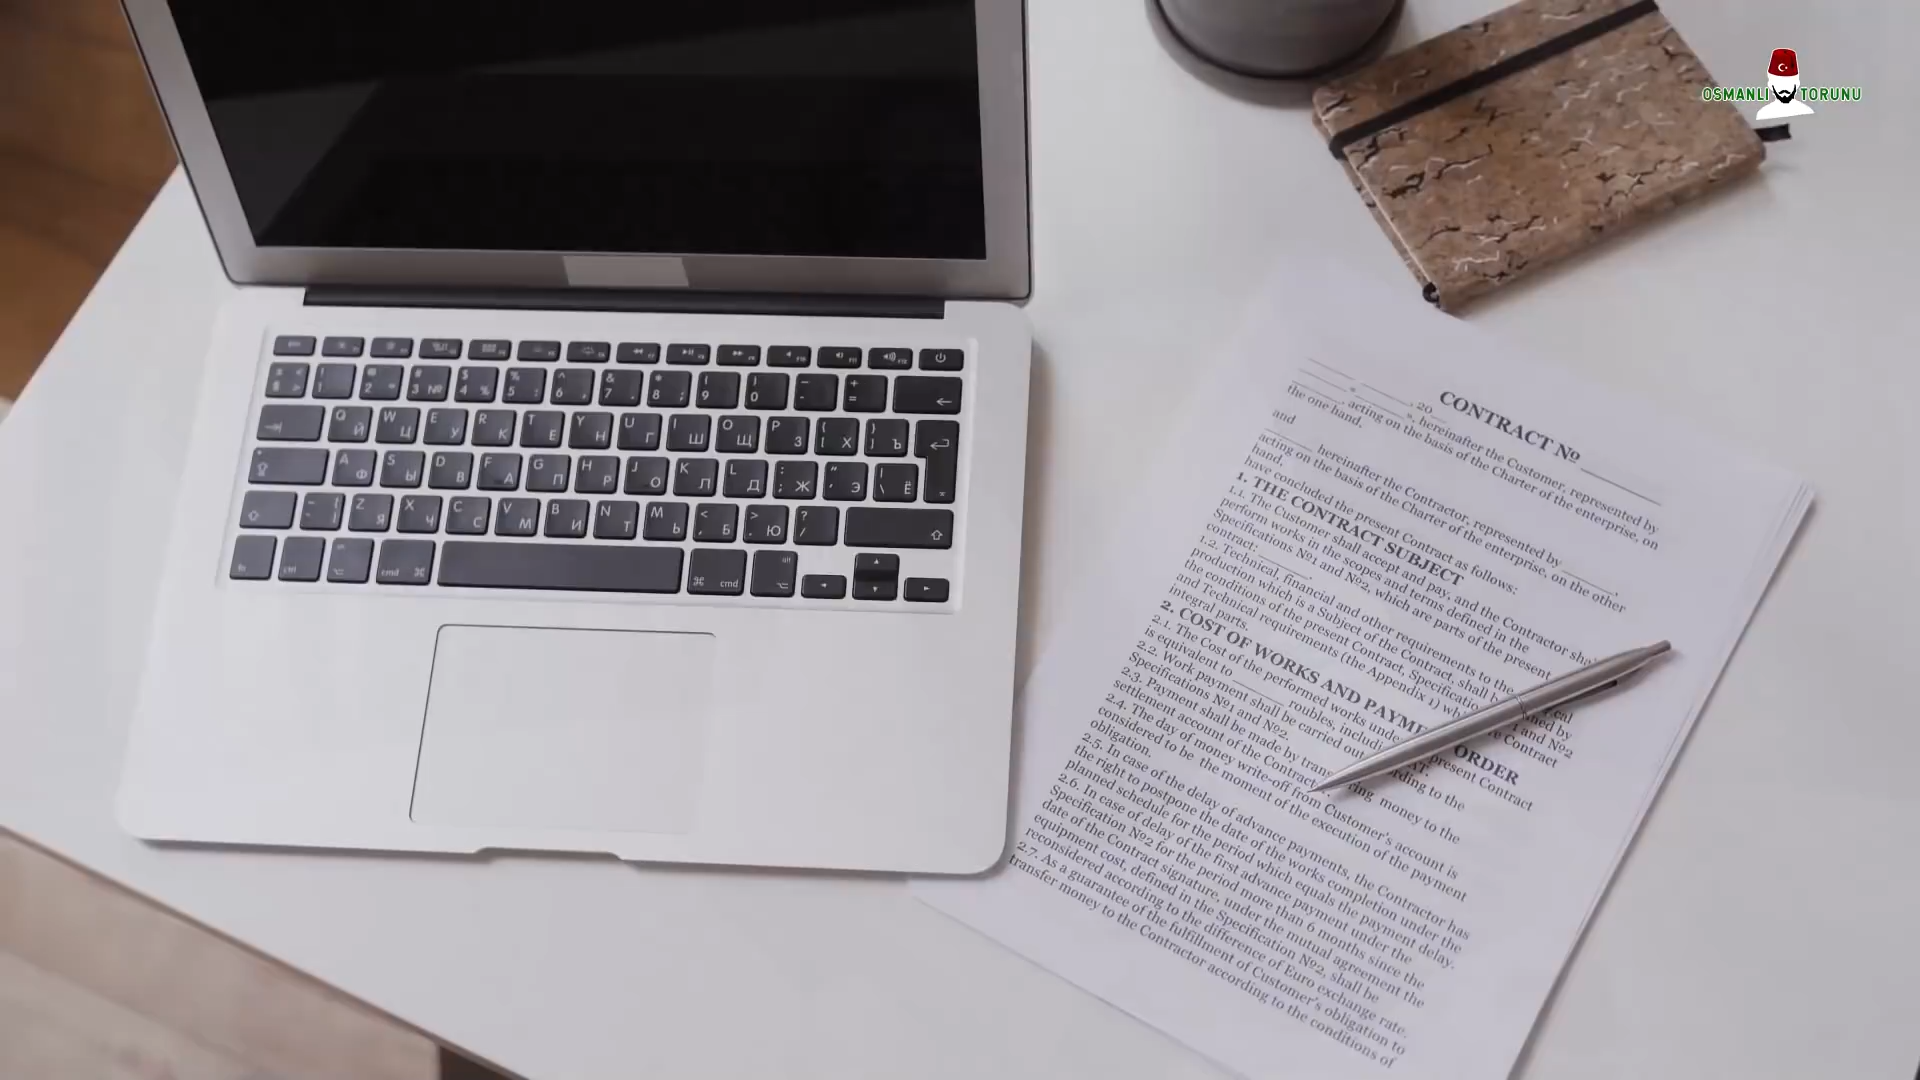 OSMANLI TORUNU
CONTRACT №
20
acting on the basis of the Charter of the enterprise, on
hereinafter the Customer, represented by
the one hand,
and
hereinafter the Contractor, represented by
acting on the basis of the Charter of the enterprise, on the other
hand,
have concluded the present Contract as follows:
1. THE CONTRACT SUBJECT
1.1. The Customer shall accept and pay, and the Contractor
perform works in the scopes and terms defined in the
Specifications №1 and №2, which are parts of the present
contract:
1.2. Technical, financial and other requirements to the
production which is a Subject of the Contract, shall
the conditions of the present Contract, 1 and №2
and Technical requirements (the Appendix 1) Contract
integral parts.
2. COST OF WORKS AND ORDER
2.1. The Cost of the performed works present Contract
is equivalent to roubles,
2.2. Work payment shall be carried out to the
Specifications №1 and №2.
2.3. Payment shall be made by money to the
settlement account of the
2.4. The day of money write-off from Customer's account is
considered to be the moment of the execution of the payment
obligation.
2.5. In case of the delay of advance payments, the Contractor has
the right to postpone the date of the works completion under the
planned schedule for the period which equals the payment delay.
2.6. In case of delay of the first advance payment under the
Specification №2 for the period more than 6 months since the
date of the Contract signature, under the mutual agreement the
equipment cost, defined in the Specification №2, shall be
reconsidered according to the difference of Euro exchange rate.
2.7. As a guarantee of the fulfillment of Customer's obligation to
transfer money to the Contractor according to the conditions of